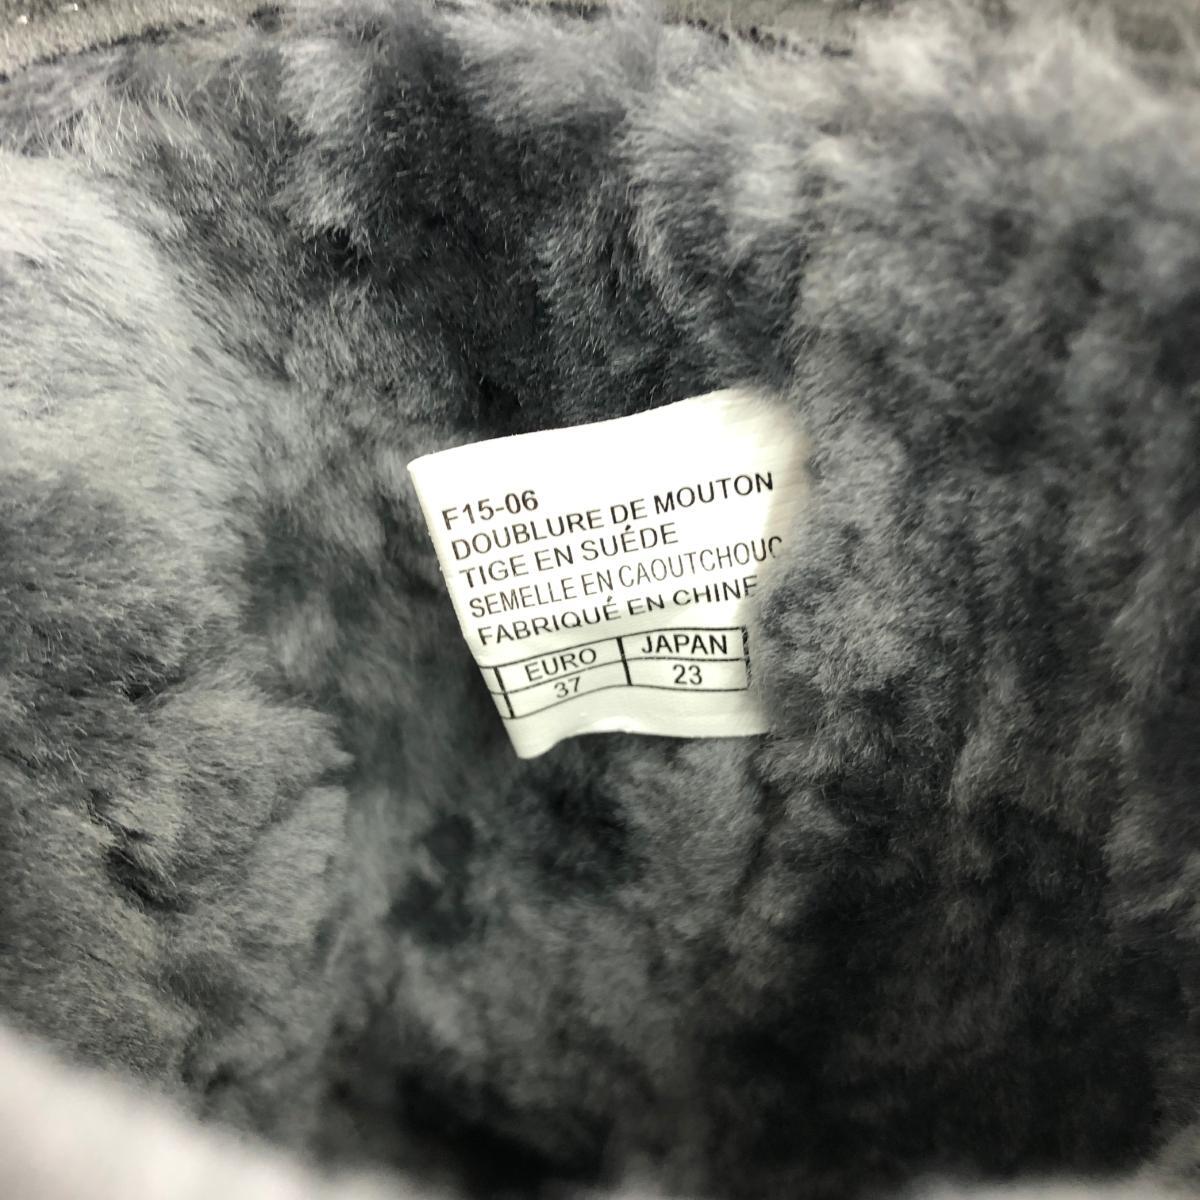 F15-06
DOUBLURE DE MOUTON
TIGE EN SUÉDE
SEMELLE EN CAOUTCHOUC
FABRIQUÉ EN CHINE
EURO JAPAN
37 23